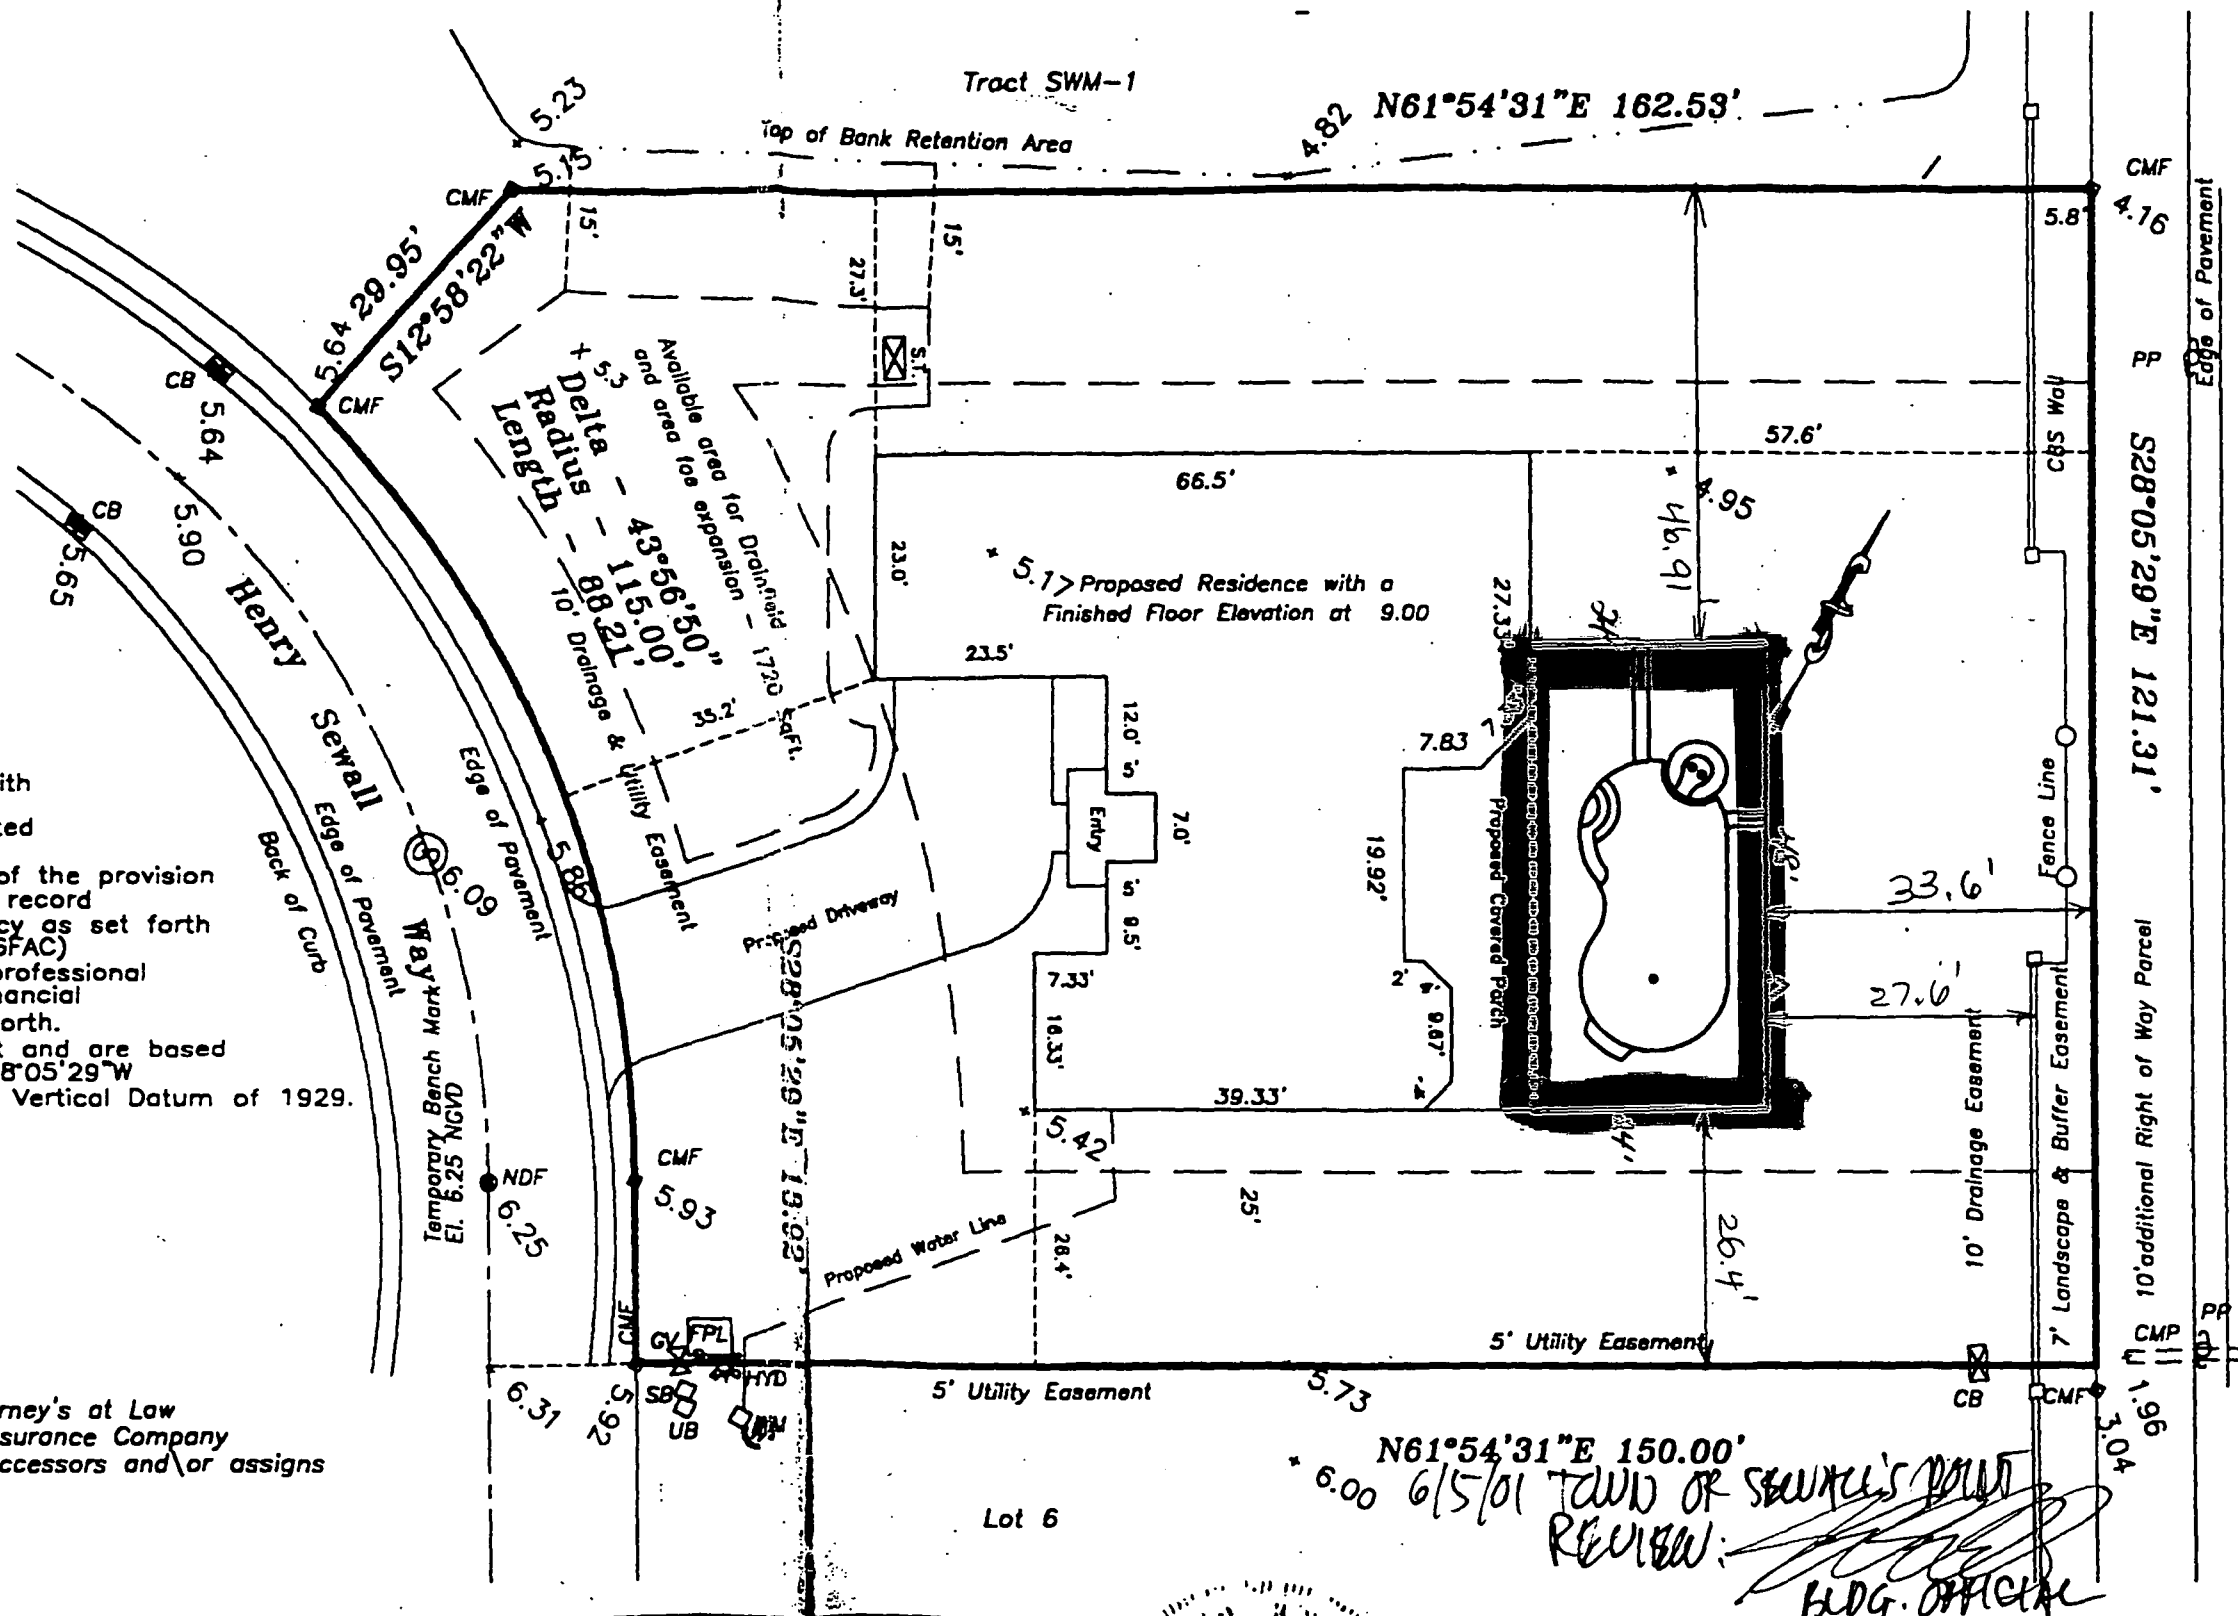 Tract SWM-1
N61°54'31"E 162.53'
Top of Bank Retention Area
5.23
4.82
5.15
CMF
CMF
4.16
5.8'
Edge of Pavement
PP
15'
15'
27.3'
29.95'
S12°58'22"W
5.64
CMF
CB
5.64
CB
5.65
5.90
S.T.
Available area for Drainfield
and area foe expansion - 1720 sqFt.
+ 5.3
Delta - 43°56'50"
Radius - 115.00'
Length - 88.21'
10' Drainage & Utility Easement
CBS Wall
S28°05'29"E 121.31'
57.6'
66.5'
4.95
46.91
23.0'
5.1
Proposed Residence with a
Finished Floor Elevation at 9.00
27.33'
23.5'
35.2'
12.0'
5'
Entry
7.0'
5'
9.5'
7.83
19.92'
Proposed Covered Porch
2'
9.67'
33.6'
27.6'
Fence Line
Henry
Sewall
Way
Edge of Pavement
Edge of Pavement
Back of Curb
5.86
6.09
Proposed Driveway
7.33'
16.33'
39.33'
5.42
Temporary Bench Mark
El. 6.25 NGVD
NDF
6.25
CMF
5.93
Proposed Water Line
26.4'
25'
26.4'
10' Drainage Easement
7' Landscape & Buffer Easement
10' additional Right of Way Parcel
ith
ted
of the provision
record
cy as set forth
SFAC)
professional
nancial
orth.
t and are based
8°05'29"W
Vertical Datum of 1929.
CMF
GV
FPL
HYD
SB
UB
5.92
6.31
5' Utility Easement
5' Utility Easement
5.73
CB
CMF
CMP
PP
1.96
3.04
N61°54'31"E 150.00'
6.00
6/5/01 TOWN OF SEWALL'S POINT
REVIEW:
BLDG. OFFICIAL
Lot 6
rney's at Law
surance Company
ccessors and\or assigns